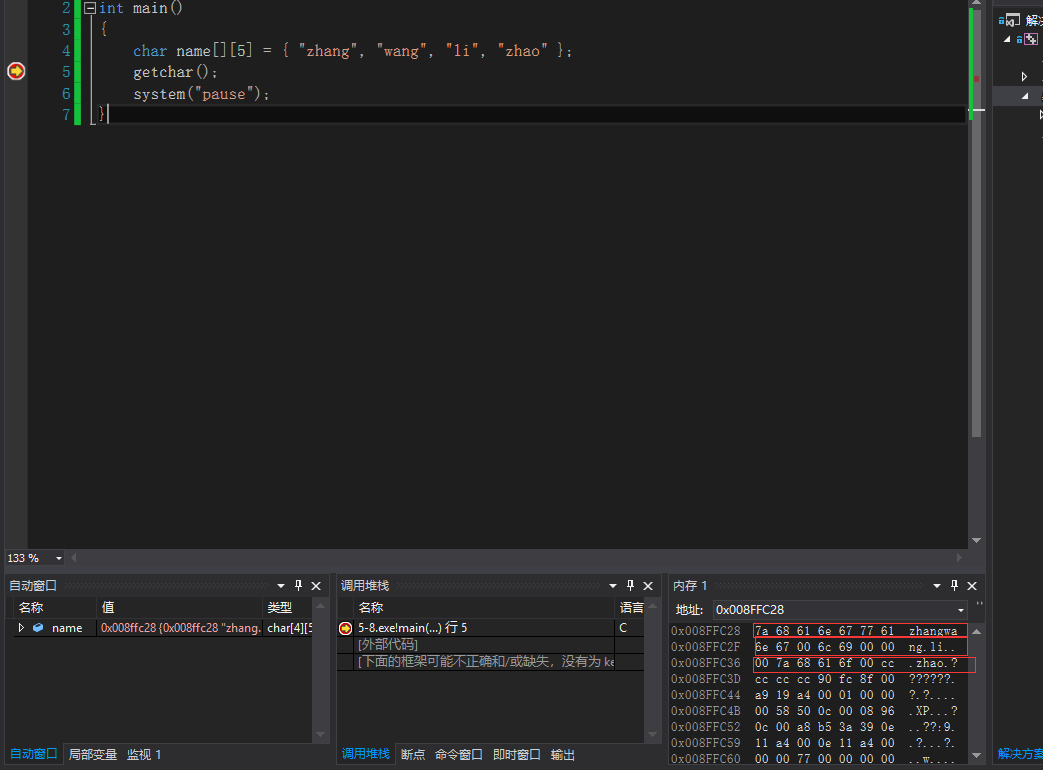 2 int main()
3 {
4 char name[][5] = { "zhang", "wang", "li", "zhao" };
5 getchar();
6 system("pause");
7 }
133 %
自动窗口
名称 值 类型
name 0x008ffc28 {0x008ffc28 "zhang. char[4][5
自动窗口 局部变量 监视 1
调用堆栈
名称 语言
5-8.exe!main(...) 行 5 C
[外部代码]
[下面的框架可能不正确和/或缺失，没有为 ke
调用堆栈 断点 命令窗口 即时窗口 输出
内存 1
地址: 0x008FFC28
0x008FFC28 7a 68 61 6e 67 77 61 zhangwa
0x008FFC2F 6e 67 00 6c 69 00 00 ng.li..
0x008FFC36 00 7a 68 61 6f 00 cc .zhao.?
0x008FFC3D cc cc cc 90 fc 8f 00 ??????.
0x008FFC44 a9 19 a4 00 01 00 00 ?.?....
0x008FFC4B 00 58 50 0c 00 08 96 .XP...?
0x008FFC52 0c 00 a8 b5 3a 39 0e ..??:9.
0x008FFC59 11 a4 00 0e 11 a4 00 .?...?.
0x008FFC60 00 00 77 00 00 00 00 ..w....
解决方案